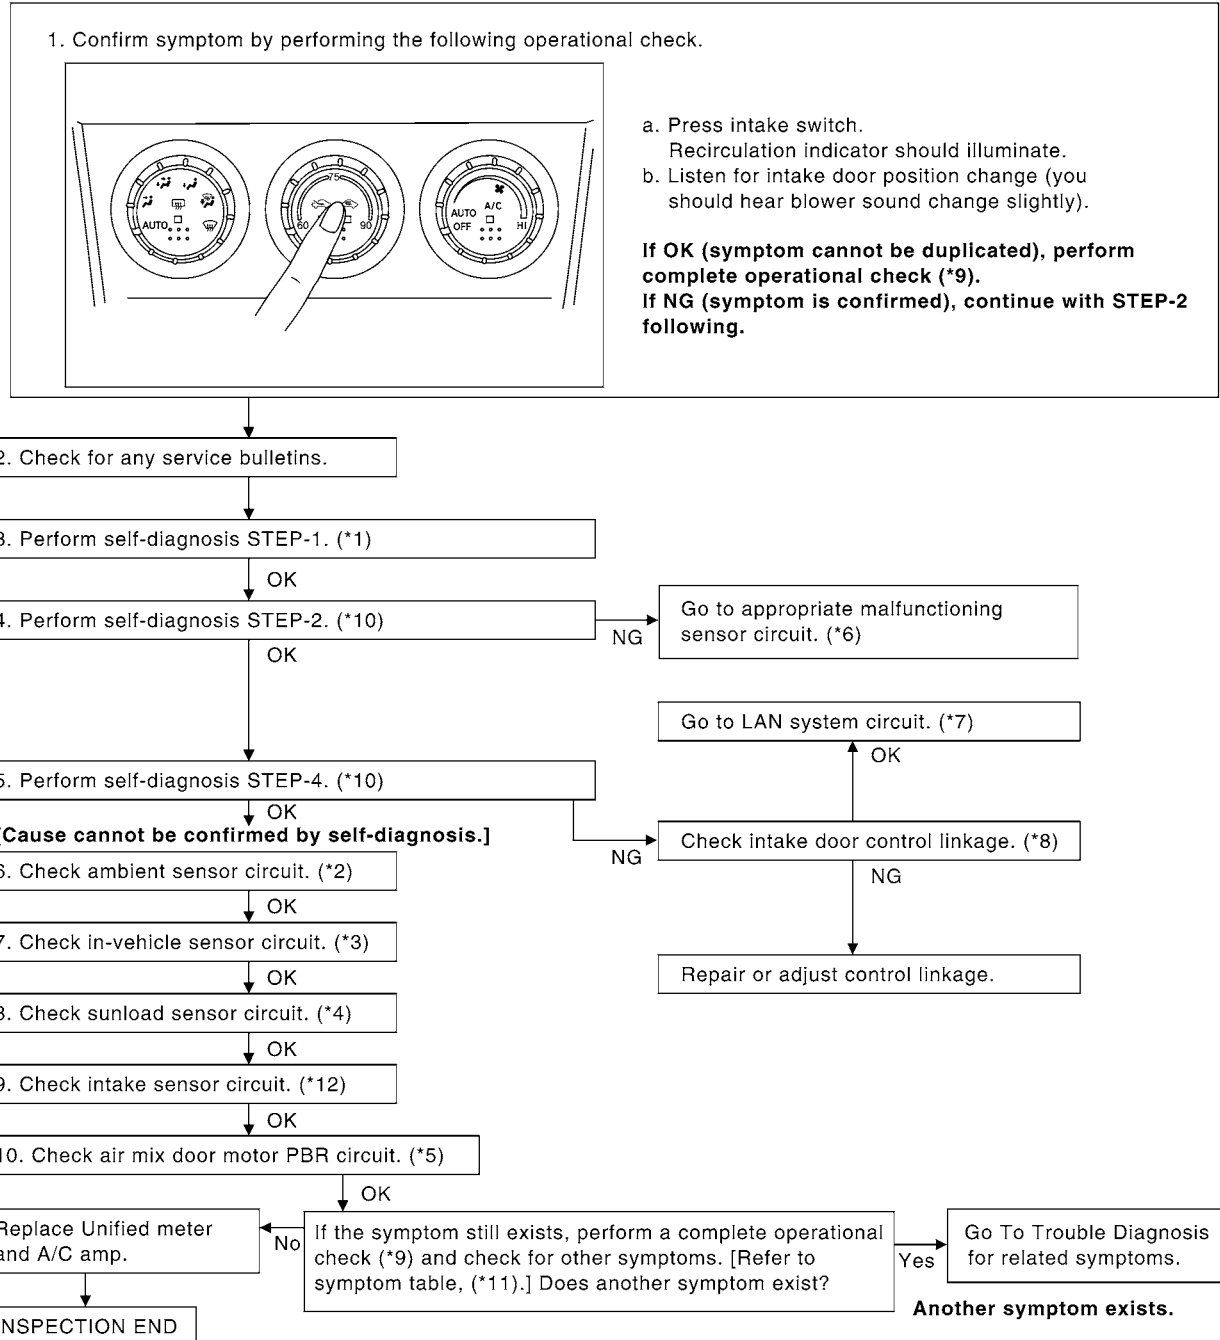 1. Confirm symptom by performing the following operational check.
75
60
90
AUTO
AUTO
OFF
A/C
HI
a. Press intake switch.
Recirculation indicator should illuminate.
b. Listen for intake door position change (you
should hear blower sound change slightly).
If OK (symptom cannot be duplicated), perform
complete operational check (*9).
If NG (symptom is confirmed), continue with STEP-2
following.
2. Check for any service bulletins.
3. Perform self-diagnosis STEP-1. (*1)
OK
4. Perform self-diagnosis STEP-2. (*10)
NG
Go to appropriate malfunctioning
sensor circuit. (*6)
OK
Go to LAN system circuit. (*7)
OK
5. Perform self-diagnosis STEP-4. (*10)
OK
[Cause cannot be confirmed by self-diagnosis.]
NG
Check intake door control linkage. (*8)
NG
Repair or adjust control linkage.
6. Check ambient sensor circuit. (*2)
OK
7. Check in-vehicle sensor circuit. (*3)
OK
8. Check sunload sensor circuit. (*4)
OK
9. Check intake sensor circuit. (*12)
OK
10. Check air mix door motor PBR circuit. (*5)
OK
Replace Unified meter
and A/C amp.
No
If the symptom still exists, perform a complete operational
check (*9) and check for other symptoms. [Refer to
symptom table, (*11).] Does another symptom exist?
Yes
Go To Trouble Diagnosis
for related symptoms.
Another symptom exists.
INSPECTION END